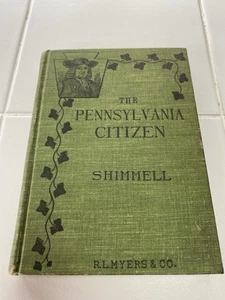 THE
PENNSYLVANIA
CITIZEN
SHIMMELL
R.L. MYERS & CO.